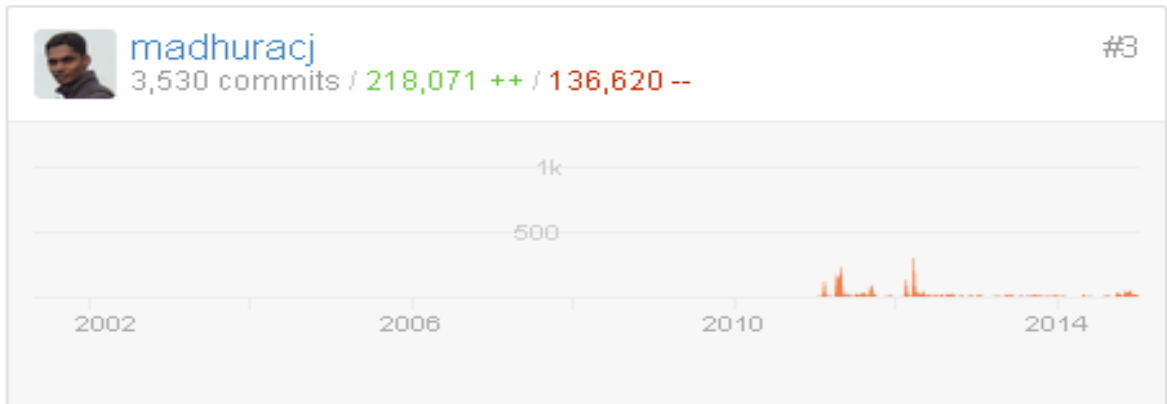 madhuracj
#3
3,530 commits / 218,071 ++ / 136,620 --
1k
500
2002 2006 2010 2014